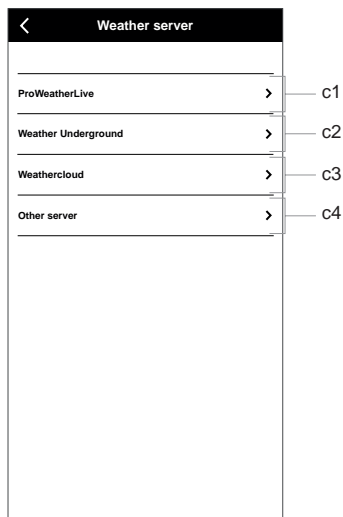 Weather server
ProWeatherLive
c1
Weather Underground
c2
Weathercloud
c3
Other server
c4